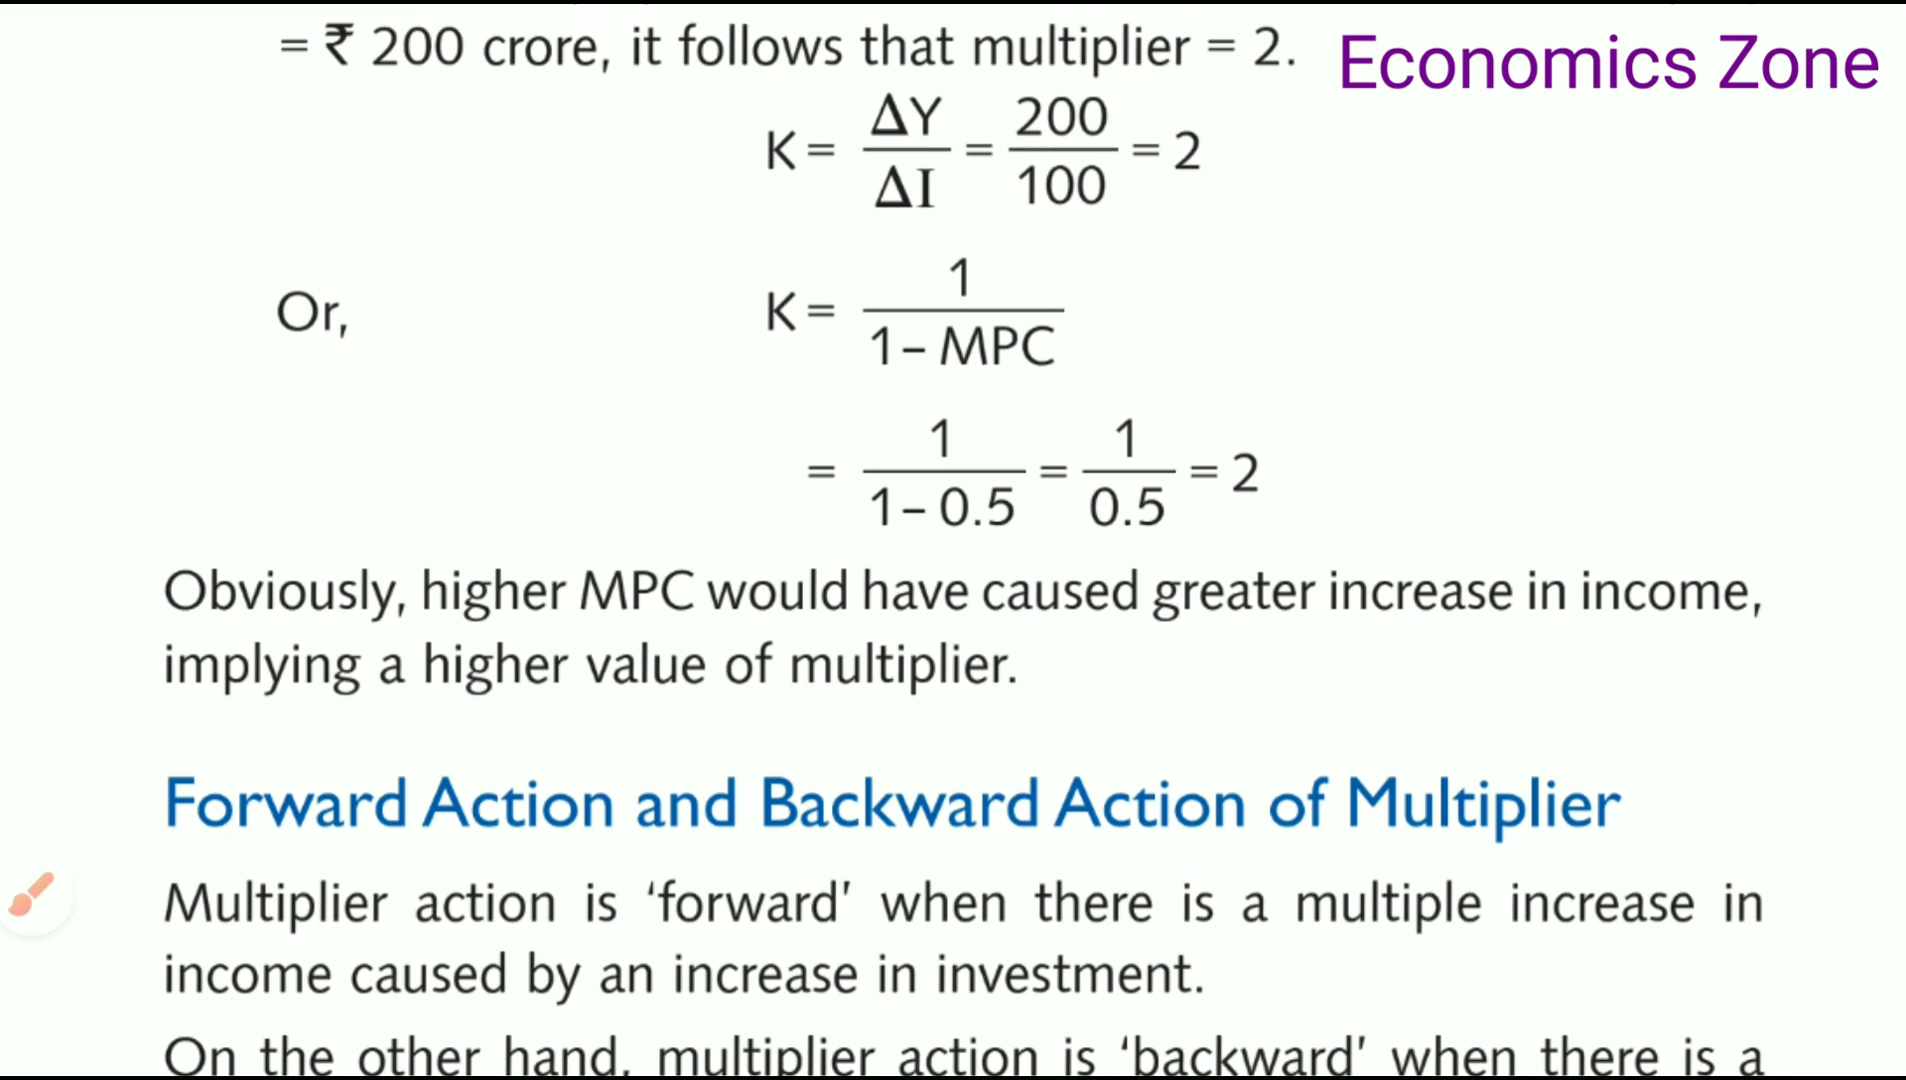 = ₹ 200 crore, it follows that multiplier = 2.
Economics Zone
K = ΔY/ΔI = 200/100 = 2
Or, K = 1/(1 – MPC)
= 1/(1 – 0.5) = 1/0.5 = 2
Obviously, higher MPC would have caused greater increase in income,
implying a higher value of multiplier.
Forward Action and Backward Action of Multiplier
Multiplier action is ‘forward’ when there is a multiple increase in
income caused by an increase in investment.
On the other hand, multiplier action is ‘backward’ when there is a